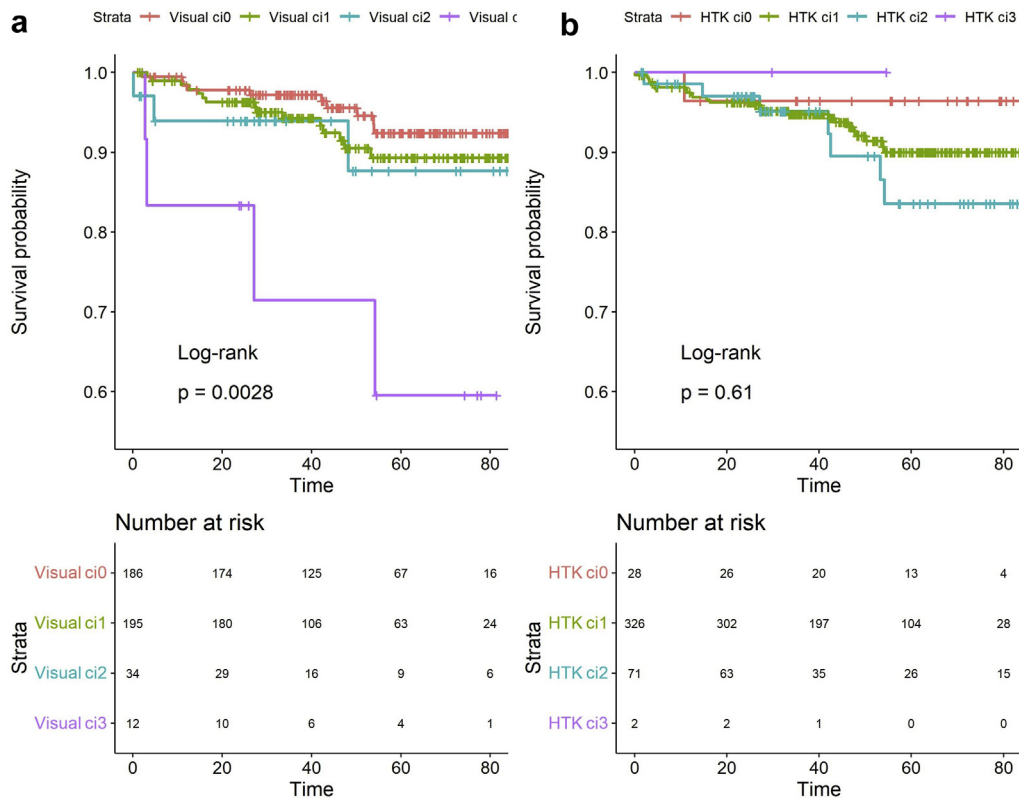 a
Strata Visual ci0 Visual ci1 Visual ci2 Visual c
Survival probability
1.0
0.9
0.8
0.7
0.6
Log-rank
p = 0.0028
0 20 40 60 80
Time
Number at risk
Strata
Visual ci0 186 174 125 67 16
Visual ci1 195 180 106 63 24
Visual ci2 34 29 16 9 6
Visual ci3 12 10 6 4 1
0 20 40 60 80
Time
b
Strata HTK ci0 HTK ci1 HTK ci2 HTK ci3
Survival probability
1.0
0.9
0.8
0.7
0.6
Log-rank
p = 0.61
0 20 40 60 80
Time
Number at risk
Strata
HTK ci0 28 26 20 13 4
HTK ci1 326 302 197 104 28
HTK ci2 71 63 35 26 15
HTK ci3 2 2 1 0 0
0 20 40 60 80
Time